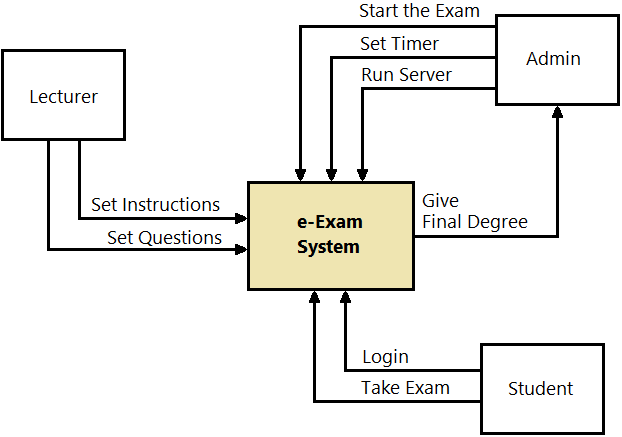 Start the Exam
Set Timer
Run Server
Admin
Lecturer
Set Instructions
Set Questions
e-Exam
System
Give
Final Degree
Login
Take Exam
Student